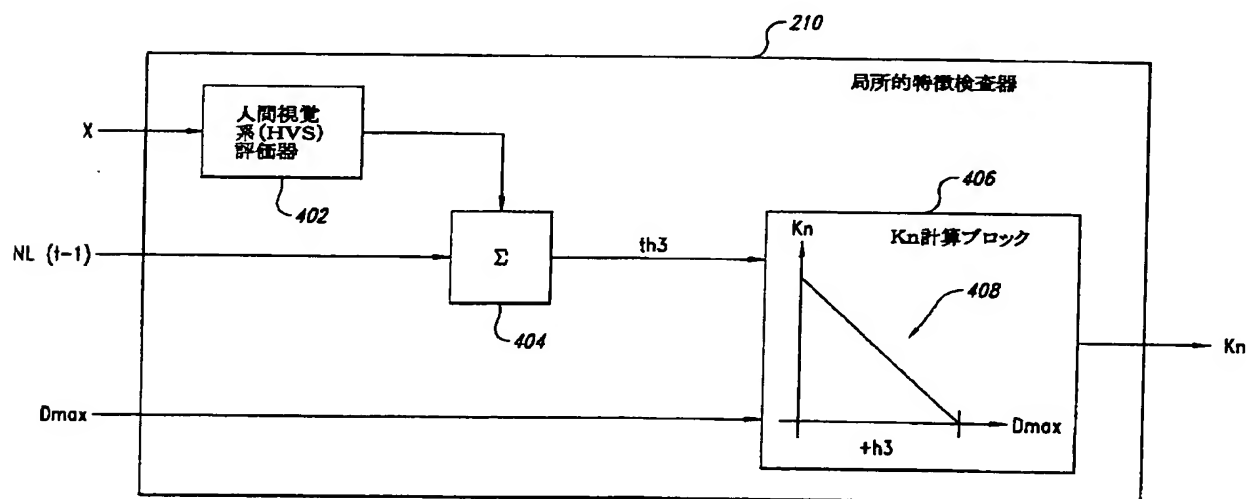 210
局所的特徴検査器
X
人間視覚
系(HVS)
評価器
402
NL (t-1)
Σ
404
th3
406
Kn計算ブロック
Kn
408
Dmax
+h3
Kn
Dmax